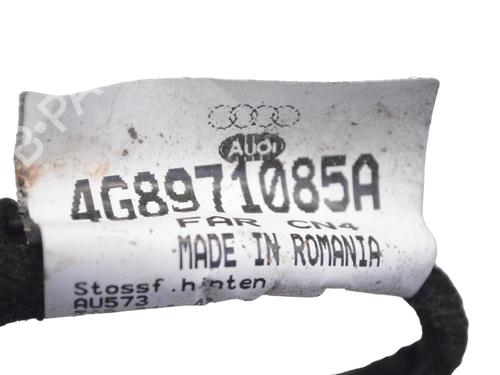 Audi
4G8971085A
FAR CN4
MADE IN ROMANIA
Stossf.hinten
AU573